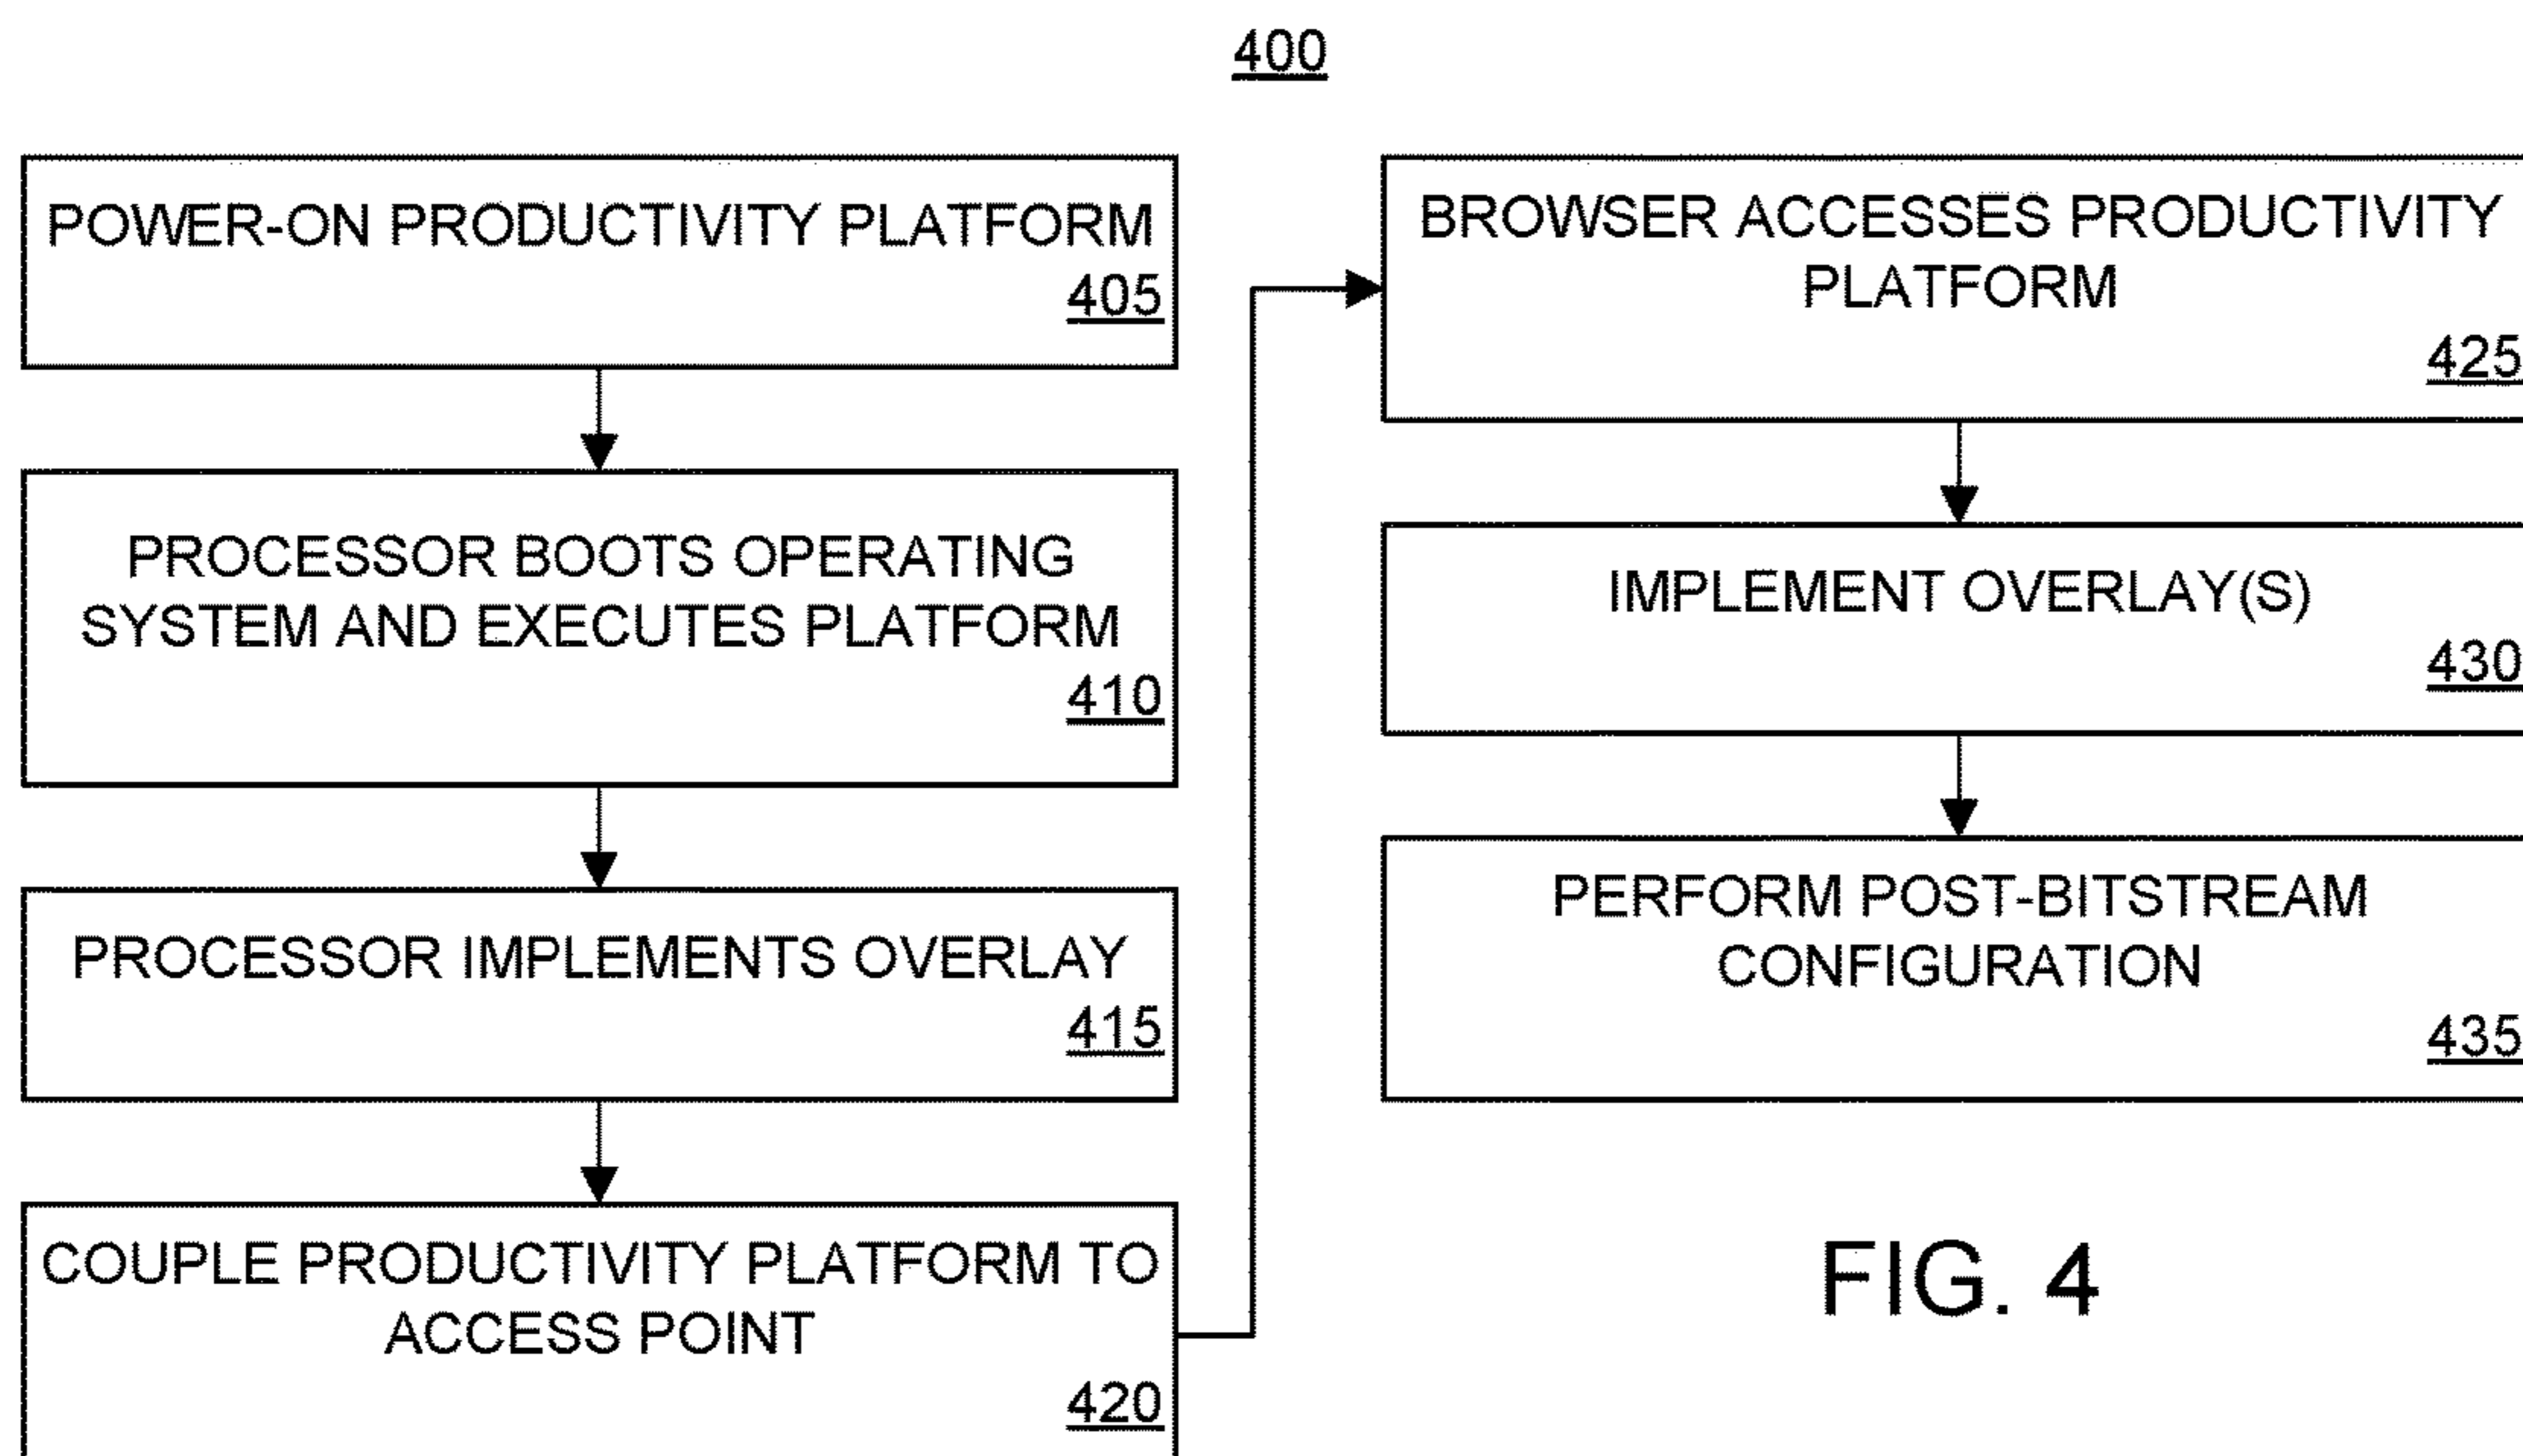 400
POWER-ON PRODUCTIVITY PLATFORM
405
PROCESSOR BOOTS OPERATING
SYSTEM AND EXECUTES PLATFORM
410
PROCESSOR IMPLEMENTS OVERLAY
415
COUPLE PRODUCTIVITY PLATFORM TO
ACCESS POINT
420
BROWSER ACCESSES PRODUCTIVITY
PLATFORM
425
IMPLEMENT OVERLAY(S)
430
PERFORM POST-BITSTREAM
CONFIGURATION
435
FIG. 4